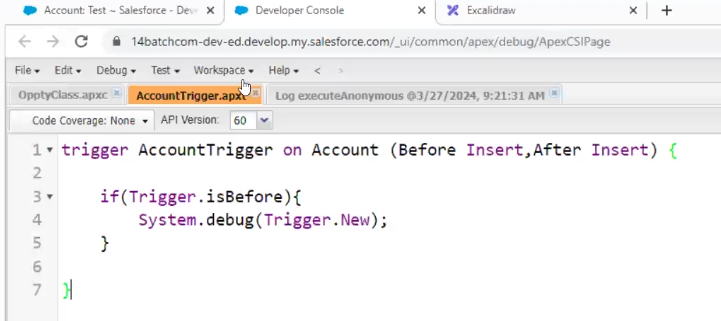 Account: Test ~ Salesforce - Dev
Developer Console
Excalidraw
14batchcom-dev-ed.develop.my.salesforce.com/_ui/common/apex/debug/ApexCSIPage
File Edit Debug Test Workspace Help < >
OpptyClass.apxc AccountTrigger.apxt Log executeAnonymous @3/27/2024, 9:21:31 AM
Code Coverage: None API Version: 60
1 trigger AccountTrigger on Account (Before Insert,After Insert) {
2
3 if(Trigger.isBefore){
4 System.debug(Trigger.New);
5 }
6
7 }